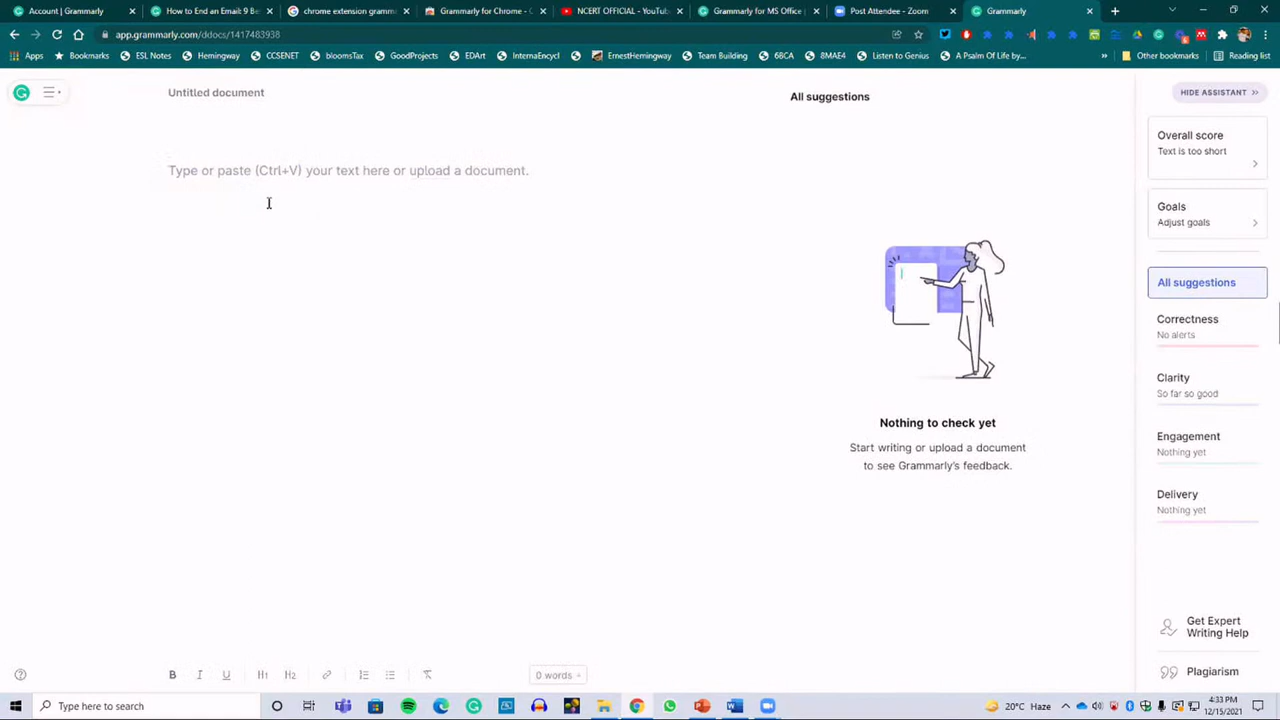 Account | Grammarly
How to End an Email: 9 Be
chrome extension gramm
Grammarly for Chrome - C
NCERT OFFICIAL - YouTub
Grammarly for MS Office |
Post Attendee - Zoom
Grammarly
app.grammarly.com/ddocs/1417483938
Apps
Bookmarks
ESL Notes
Hemingway
CCSENET
bloomsTax
GoodProjects
EDArt
InternaEncycl
ErnestHemingway
Team Building
6BCA
8MAE4
Listen to Genius
A Psalm Of Life by...
Other bookmarks
Reading list
Untitled document
All suggestions
HIDE ASSISTANT
Type or paste (Ctrl+V) your text here or upload a document.
Overall score
Text is too short
Goals
Adjust goals
All suggestions
Correctness
No alerts
Clarity
So far so good
Engagement
Nothing yet
Delivery
Nothing yet
Nothing to check yet
Start writing or upload a document
to see Grammarly's feedback.
Get Expert
Writing Help
Plagiarism
B I U H1 H2
0 words
Type here to search
20°C Haze
4:33 PM
12/15/2021